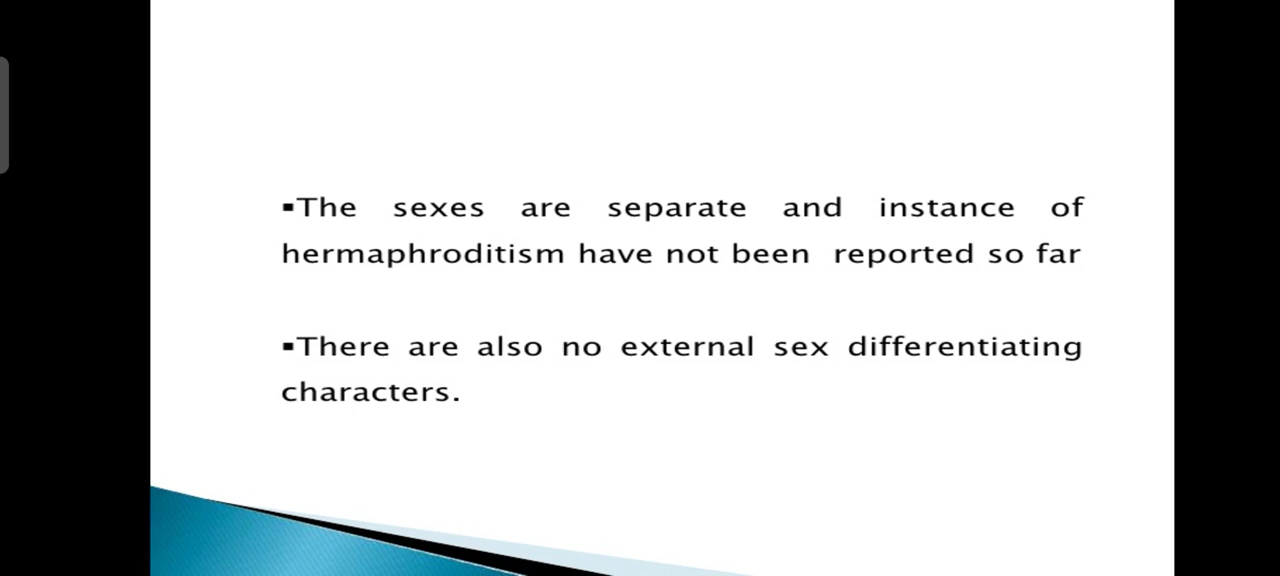 ▪The sexes are separate and instance of
hermaphroditism have not been reported so far
▪There are also no external sex differentiating
characters.